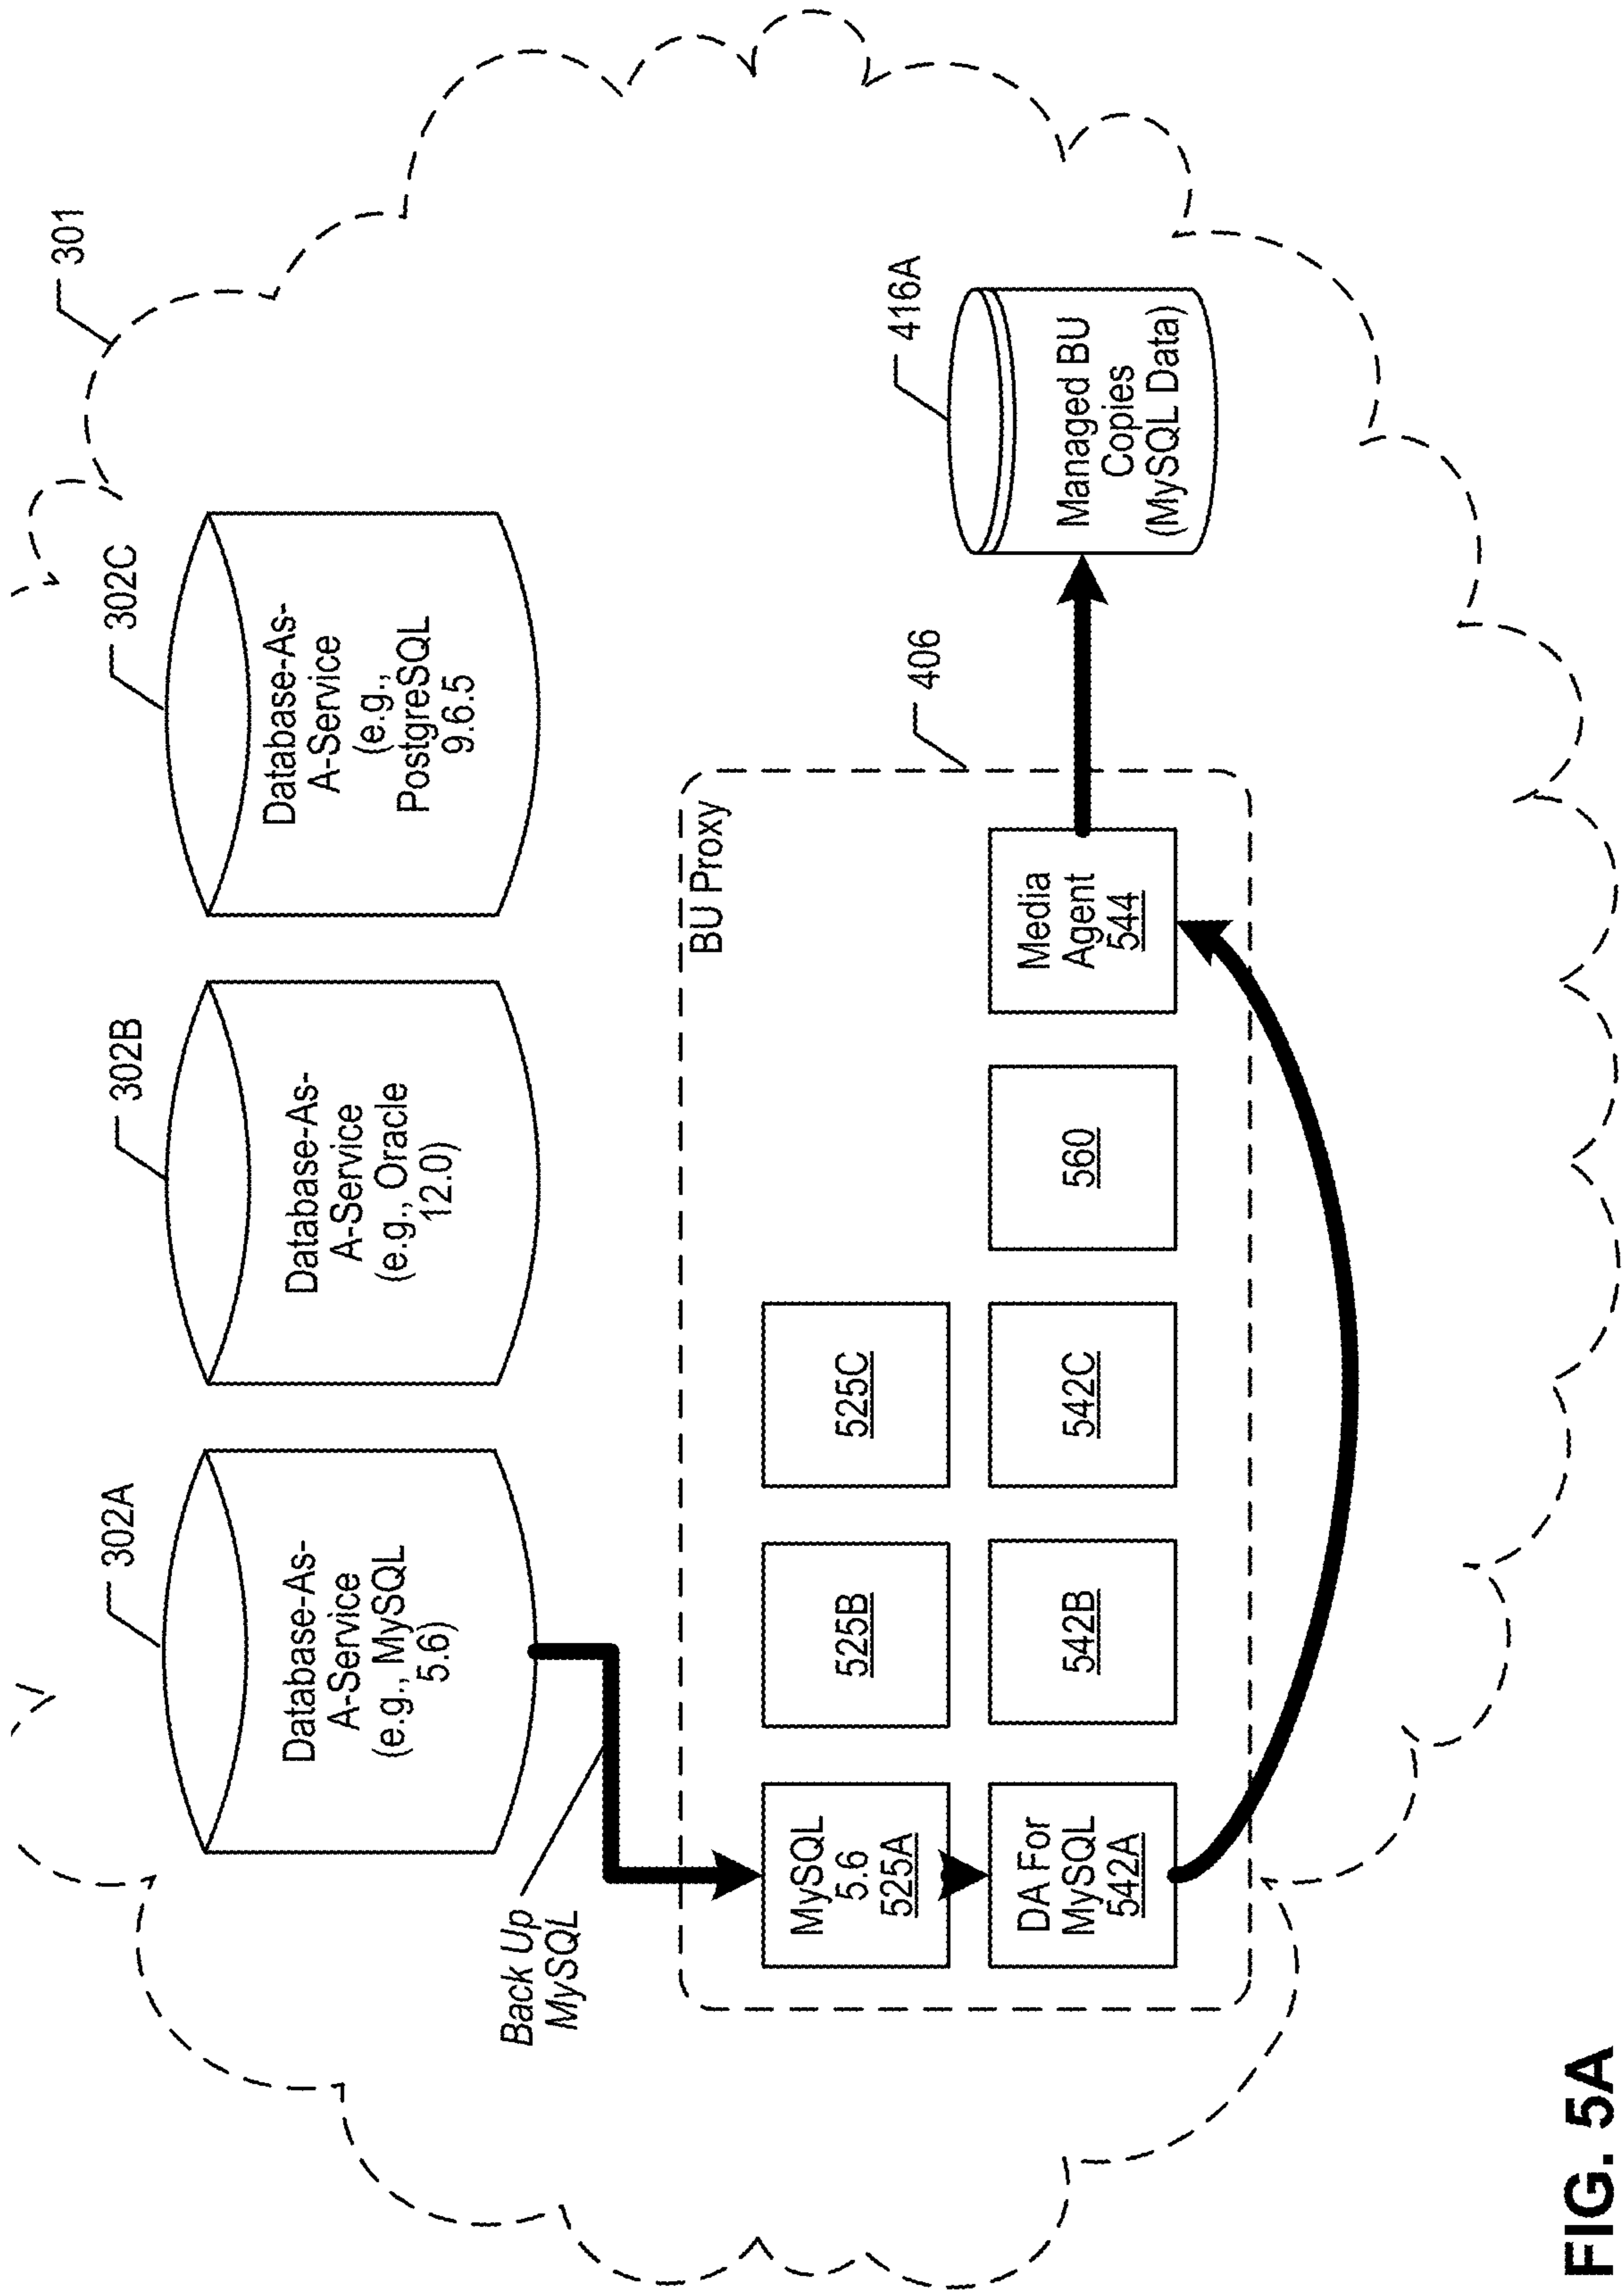 301
302A
302B
302C
Database-As-
A-Service
(e.g., MySQL
5.6)
Database-As-
A-Service
(e.g., Oracle
12.0)
Database-As-
A-Service
(e.g.,
PostgreSQL
9.6.5
Back Up
MySQL
BU Proxy
406
416A
MySQL
5.6
525A
525B
525C
DA For
MySQL
542A
542B
542C
560
Media
Agent
544
Managed BU
Copies
(MySQL Data)
FIG. 5A